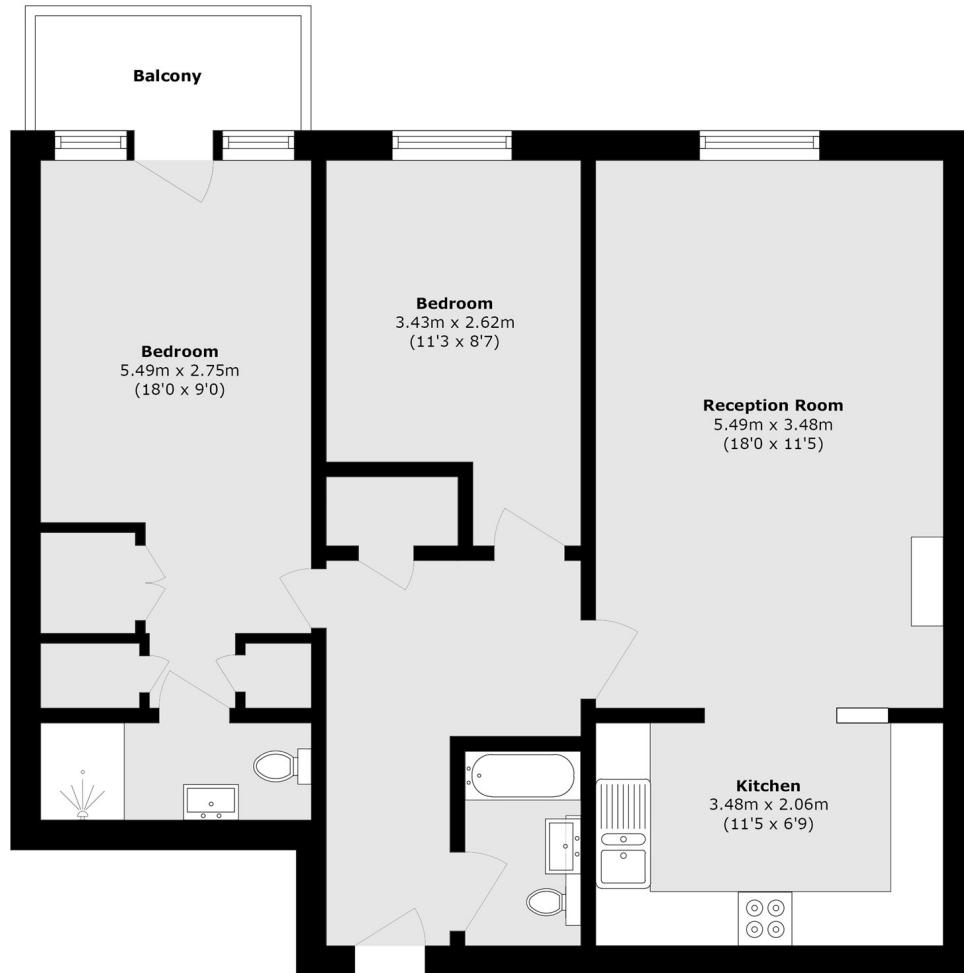 Balcony
Bedroom
5.49m x 2.75m
(18'0 x 9'0)
Bedroom
3.43m x 2.62m
(11'3 x 8'7)
Reception Room
5.49m x 3.48m
(18'0 x 11'5)
Kitchen
3.48m x 2.06m
(11'5 x 6'9)